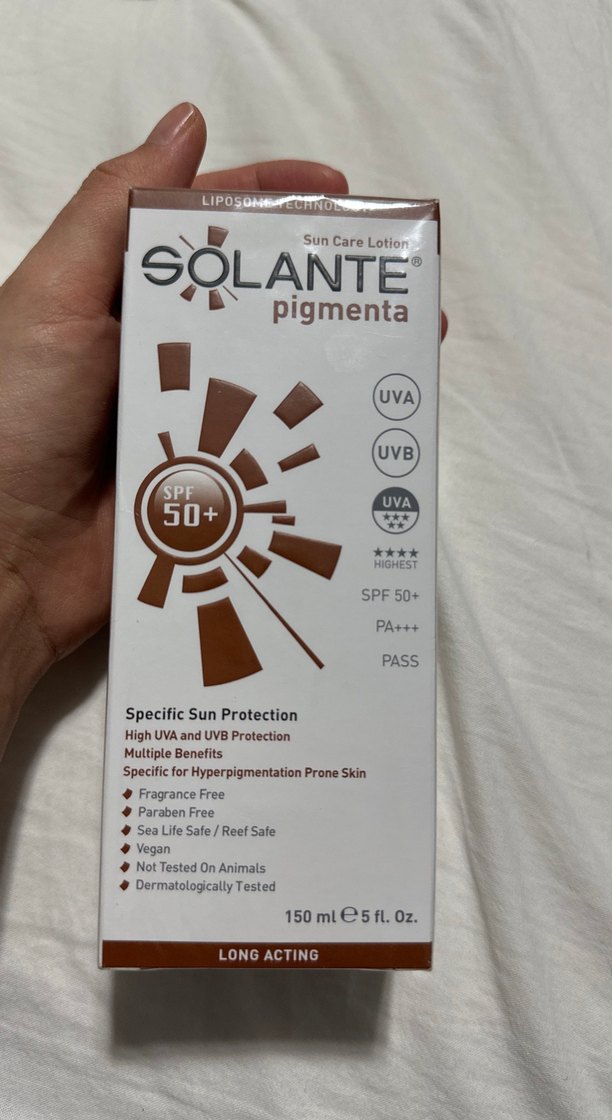 LIPOSOME TECHNOLOGY
Sun Care Lotion
SOLANTE®
pigmenta
UVA
UVB
SPF
50+
UVA
★★★
★★
★★★★
HIGHEST
SPF 50+
PA+++
PASS
Specific Sun Protection
High UVA and UVB Protection
Multiple Benefits
Specific for Hyperpigmentation Prone Skin
Fragrance Free
Paraben Free
Sea Life Safe / Reef Safe
Vegan
Not Tested On Animals
Dermatologically Tested
150 ml ℮ 5 fl. Oz.
LONG ACTING